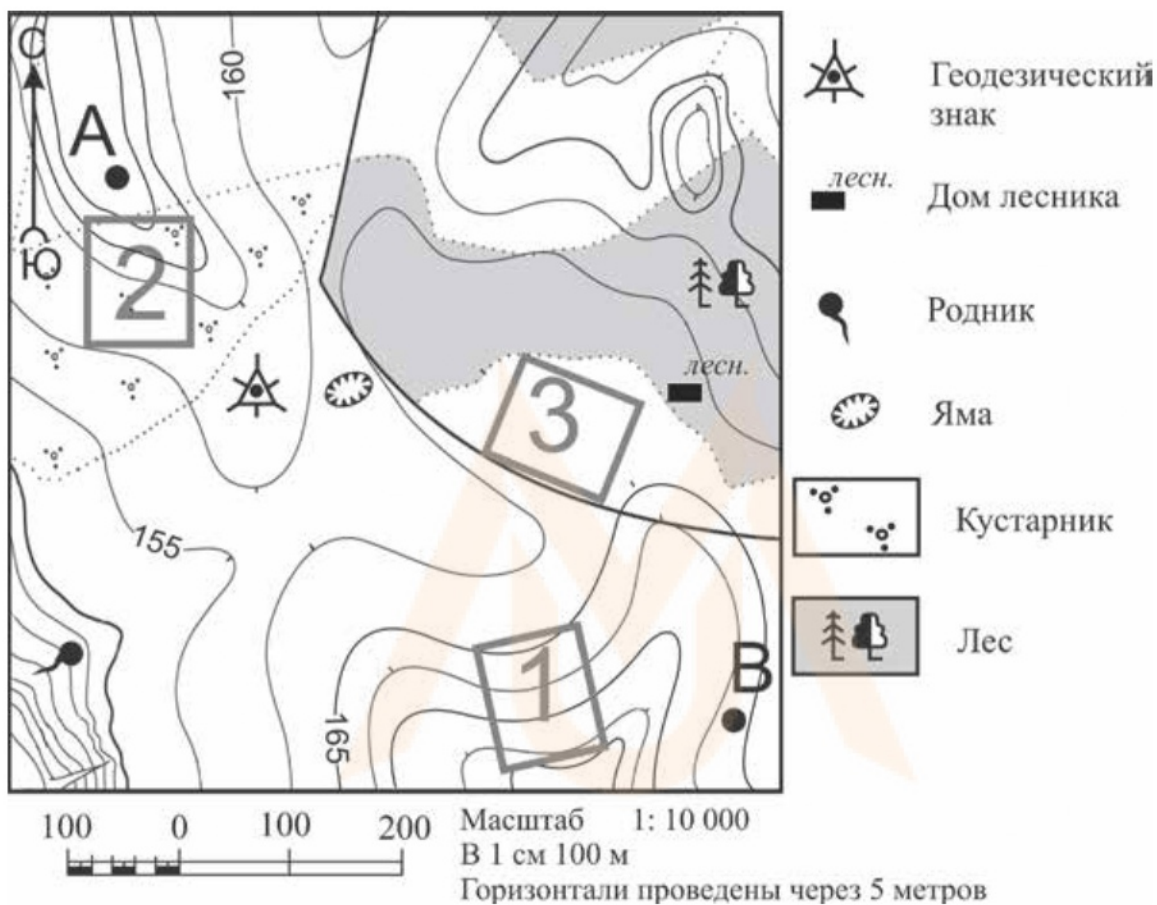 С
160
А
Ю
2
лесн.
3
155
1
В
165
Геодезический
знак
лесн.
Дом лесника
Родник
Яма
Кустарник
Лес
100 0 100 200
Масштаб 1: 10 000
В 1 см 100 м
Горизонтали проведены через 5 метров